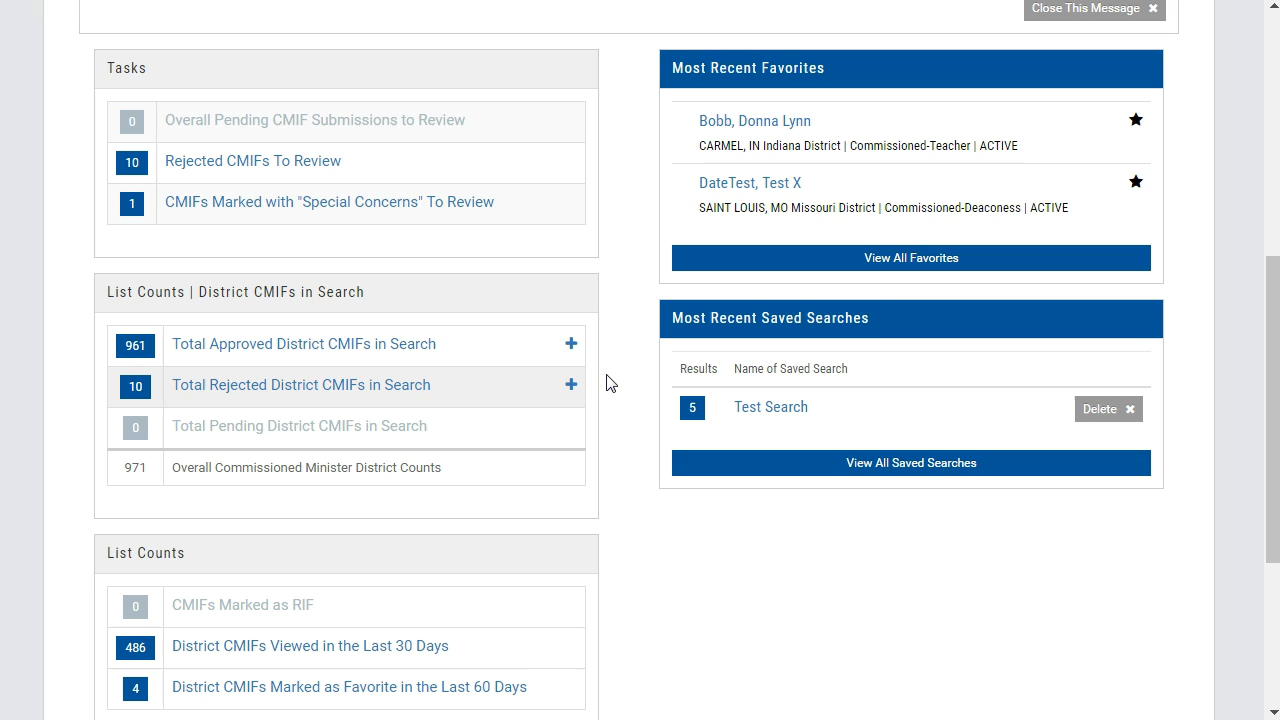 Close This Message ✖
Tasks
0 Overall Pending CMIF Submissions to Review
10 Rejected CMIFs To Review
1 CMIFs Marked with "Special Concerns" To Review
List Counts | District CMIFs in Search
961 Total Approved District CMIFs in Search
10 Total Rejected District CMIFs in Search
0 Total Pending District CMIFs in Search
971 Overall Commissioned Minister District Counts
List Counts
0 CMIFs Marked as RIF
486 District CMIFs Viewed in the Last 30 Days
4 District CMIFs Marked as Favorite in the Last 60 Days
Most Recent Favorites
Bobb, Donna Lynn
CARMEL, IN Indiana District | Commissioned-Teacher | ACTIVE
DateTest, Test X
SAINT LOUIS, MO Missouri District | Commissioned-Deaconess | ACTIVE
View All Favorites
Most Recent Saved Searches
Results Name of Saved Search
5 Test Search Delete ✖
View All Saved Searches